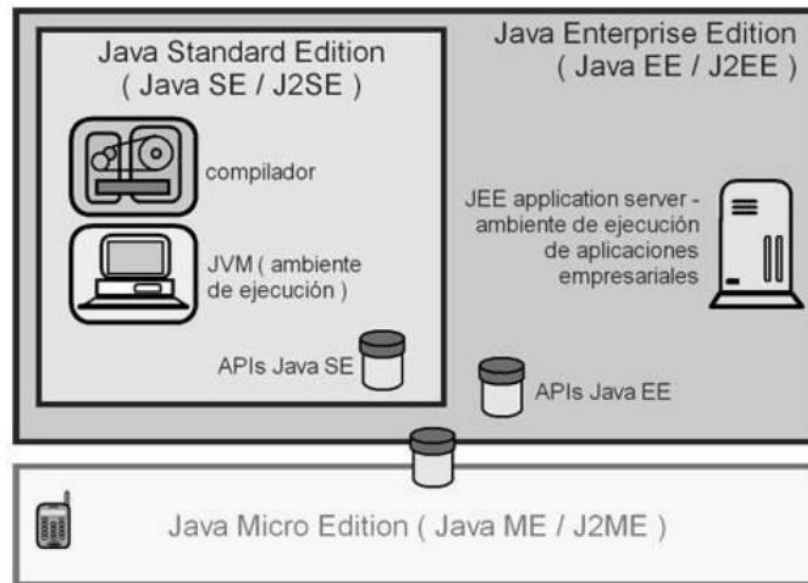 Java Standard Edition
( Java SE / J2SE )
compilador
JVM ( ambiente
de ejecución )
APIs Java SE
Java Enterprise Edition
( Java EE / J2EE )
JEE application server -
ambiente de ejecución
de aplicaciones
empresariales
APIs Java EE
Java Micro Edition ( Java ME / J2ME )